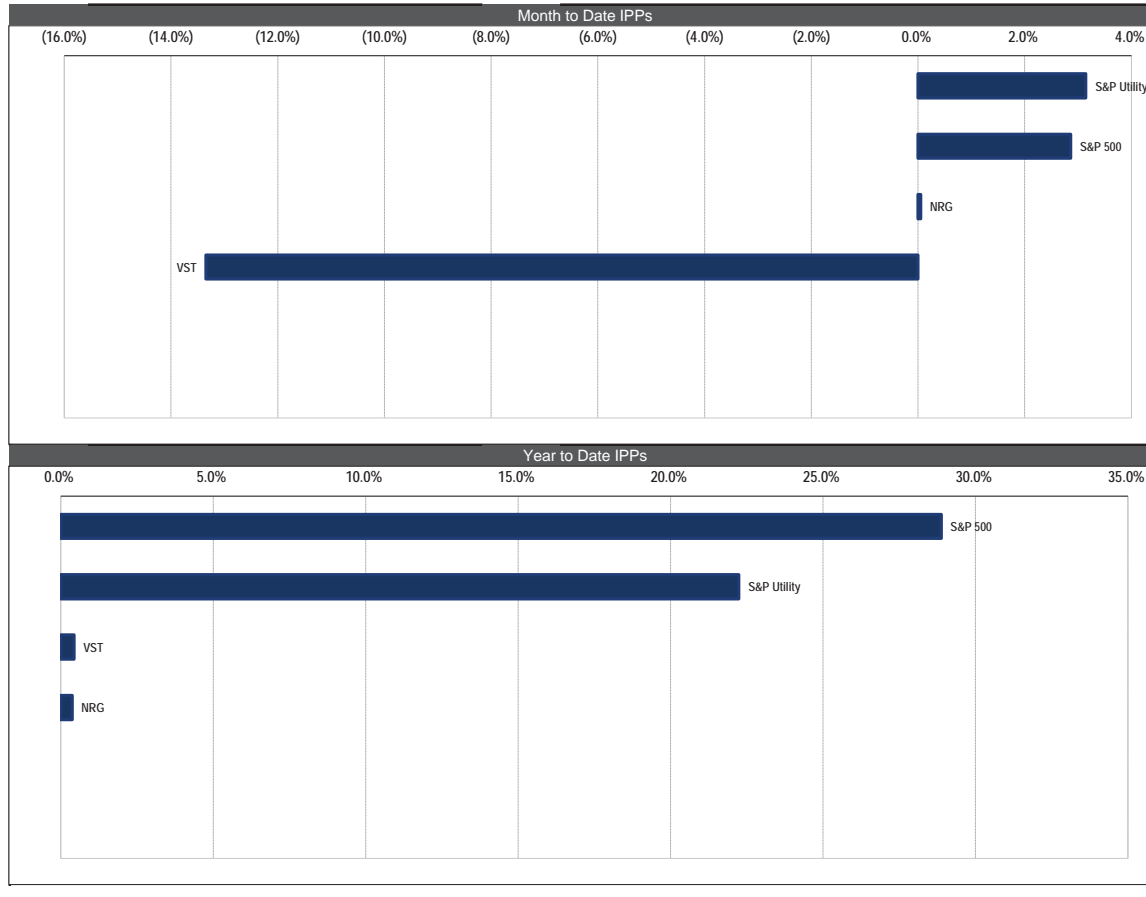 Month to Date IPPs
(16.0%) (14.0%) (12.0%) (10.0%) (8.0%) (6.0%) (4.0%) (2.0%) 0.0% 2.0% 4.0%
S&P Utility
S&P 500
NRG
VST
Year to Date IPPs
0.0% 5.0% 10.0% 15.0% 20.0% 25.0% 30.0% 35.0%
S&P 500
S&P Utility
VST
NRG